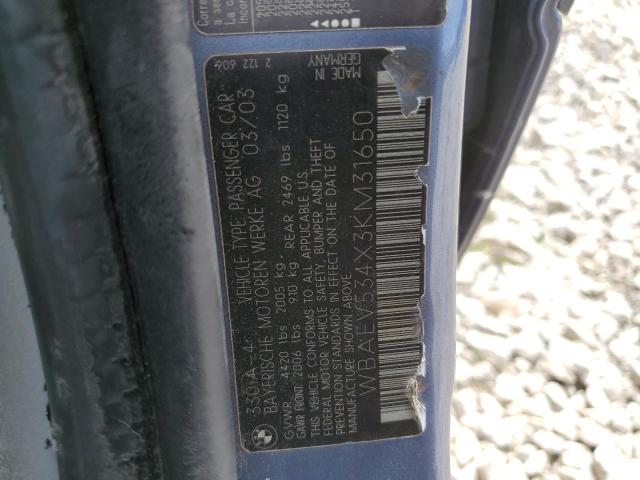 330IA -4 VEHICLE TYPE: PASSENGER CAR
BAYERISCHE MOTOREN WERKE AG 03/03
GVWR 4420 lbs 2005 kg
GAWR FRONT: 2006 lbs 910 kg - REAR 2469 lbs 1120 kg
THIS VEHICLE CONFORMS TO ALL APPLICABLE U.S.
FEDERAL MOTOR VEHICLE SAFETY, BUMPER AND THEFT
PREVENTION STANDARDS IN EFFECT ON THE DATE OF
MANUFACTURE SHOWN ABOVE.
WBAEV534X3KM31650
MADE IN
GERMANY
2 122 606